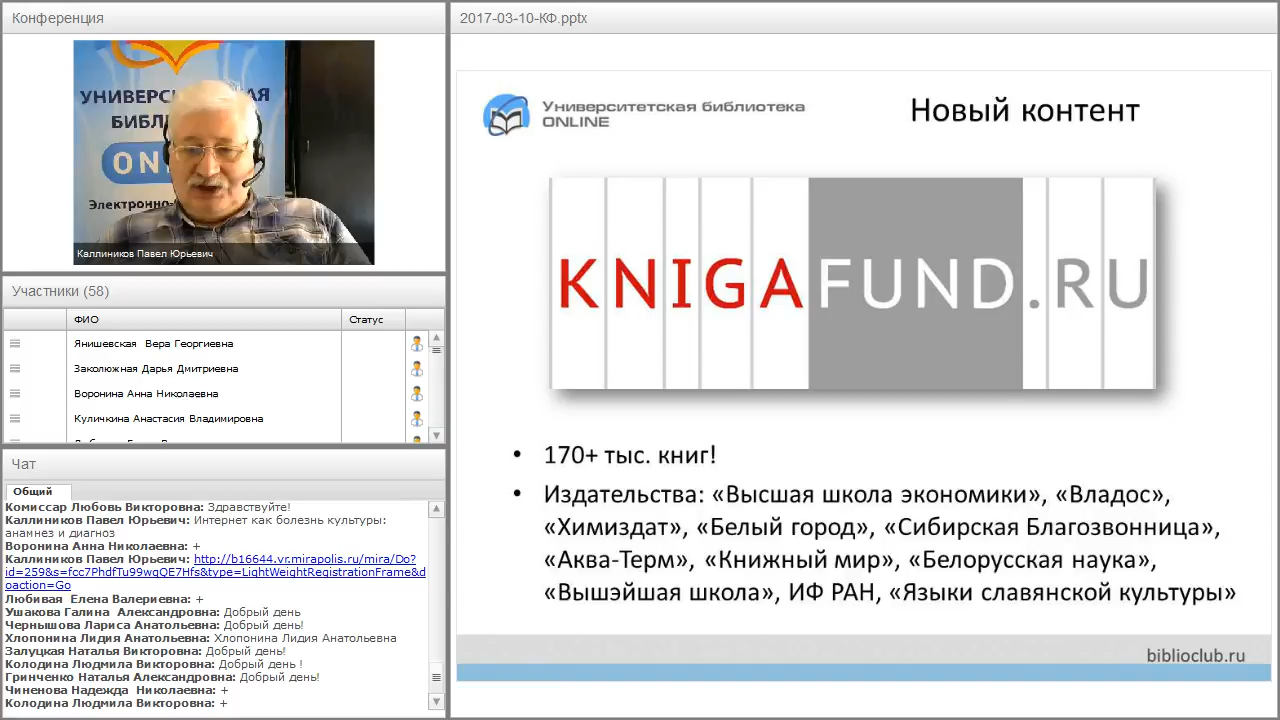 Конференция
УНИВЕРСИТЕТСКАЯ
БИБЛ
ON
Электронно-
Каллиников Павел Юрьевич
Участники (58)
ФИО Статус
Янишевская Вера Георгиевна
Заколюжная Дарья Дмитриевна
Воронина Анна Николаевна
Куличкина Анастасия Владимировна
Чат
Общий
Комиссар Любовь Викторовна: Здравствуйте!
Каллиников Павел Юрьевич: Интернет как болезнь культуры:
анамнез и диагноз
Воронина Анна Николаевна: +
Каллиников Павел Юрьевич: http://b16644.vr.mirapolis.ru/mira/Do?
id=259&s=fcc7PhdfTu99wqQE7Hfs&type=LightWeightRegistrationFrame&d
oaction=Go
Любивая Елена Валериевна: +
Ушакова Галина Александровна: Добрый день
Чернышова Лариса Анатольевна: Добрый день!
Хлопонина Лидия Анатольевна: Хлопонина Лидия Анатольевна
Залуцкая Наталья Викторовна: Добрый день!
Колодина Людмила Викторовна: Добрый день !
Гринченко Наталья Александровна: Добрый день!
Чиненова Надежда Николаевна: +
Колодина Людмила Викторовна: +
2017-03-10-КФ.pptx
Университетская библиотека
ONLINE
Новый контент
KNIGAFUND.RU
• 170+ тыс. книг!
• Издательства: «Высшая школа экономики», «Владос»,
«Химиздат», «Белый город», «Сибирская Благозвонница»,
«Аква-Терм», «Книжный мир», «Белорусская наука»,
«Вышэйшая школа», ИФ РАН, «Языки славянской культуры»
biblioclub.ru